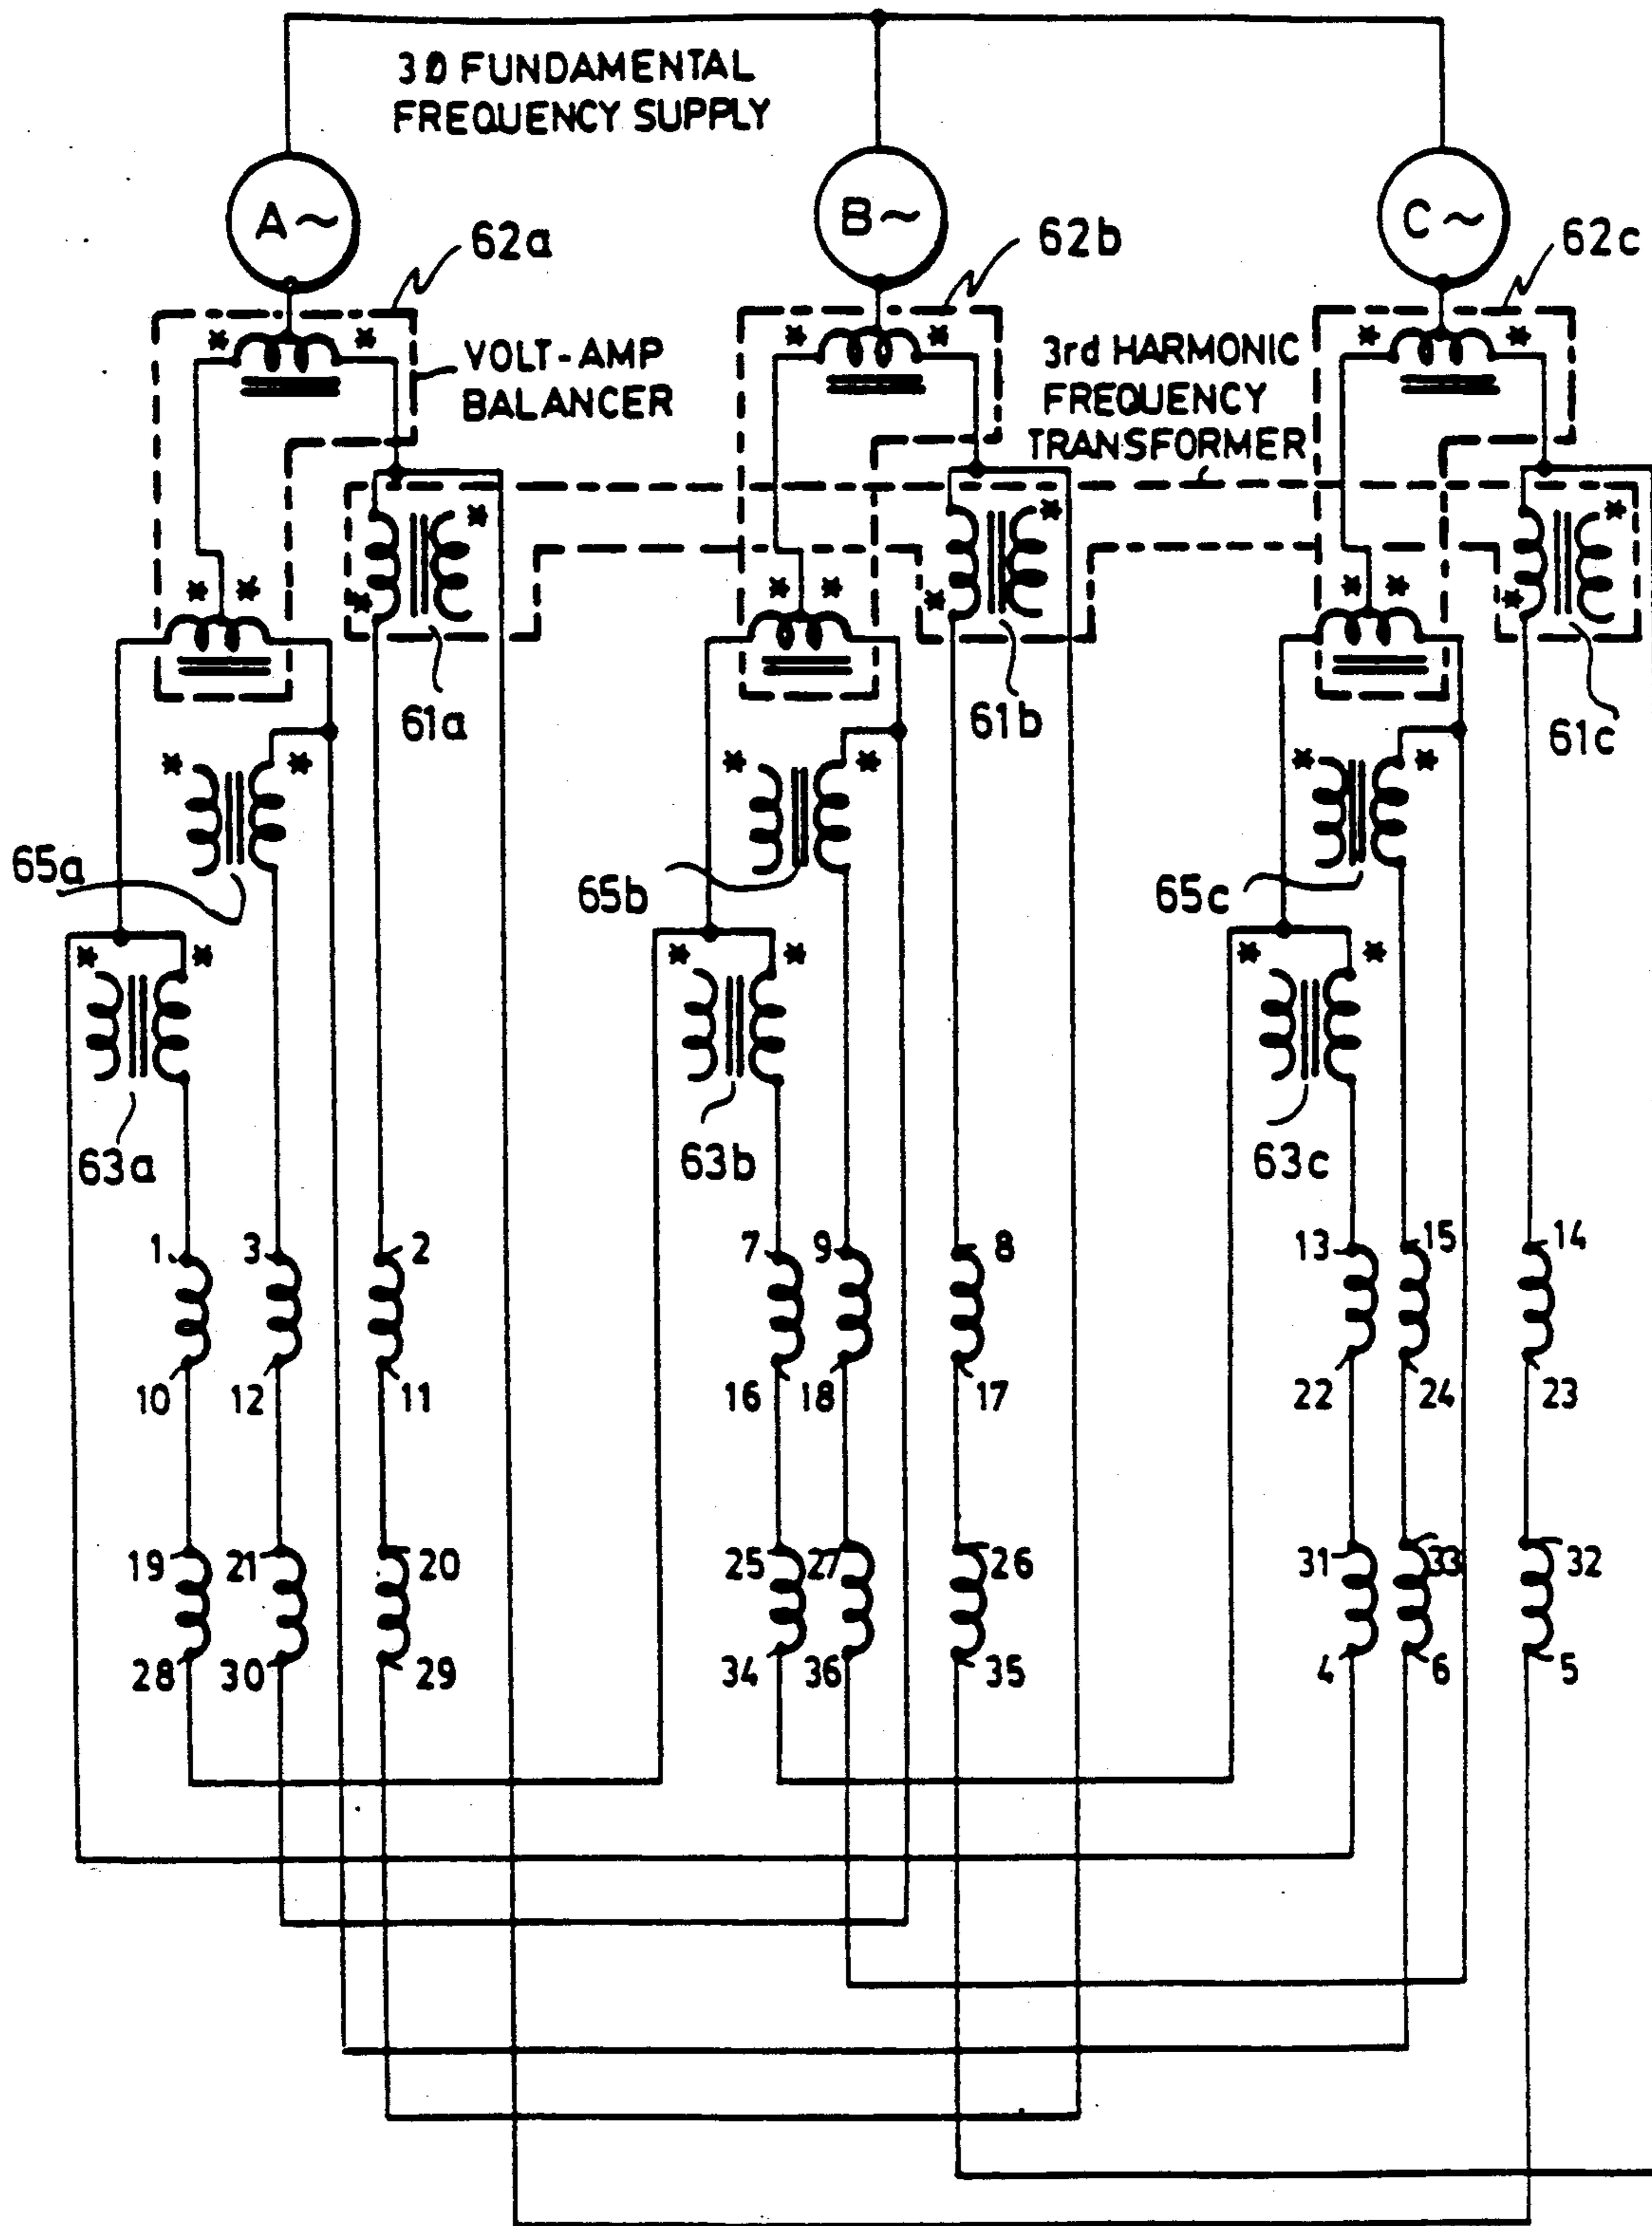 3Ø FUNDAMENTAL
FREQUENCY SUPPLY
A~
B~
C~
62a
62b
62c
VOLT-AMP
BALANCER
3rd HARMONIC
FREQUENCY
TRANSFORMER
* *
* *
* *
*
*
*
* *
* *
* *
*
*
*
61a
61b
61c
* *
* *
* *
65a
65b
65c
* *
* *
* *
63a
63b
63c
1 3 2
7 9 8
13 15 14
10 12 11
16 18 17
22 24 23
19 21 20
25 27 26
31 33 32
28 30 29
34 36 35
4 6 5